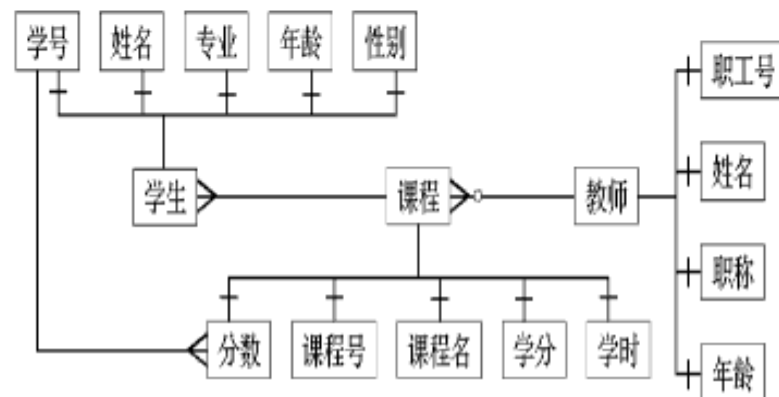 学号 姓名 专业 年龄 性别
职工号
姓名
学生 课程 教师
职称
分数 课程号 课程名 学分 学时
年龄